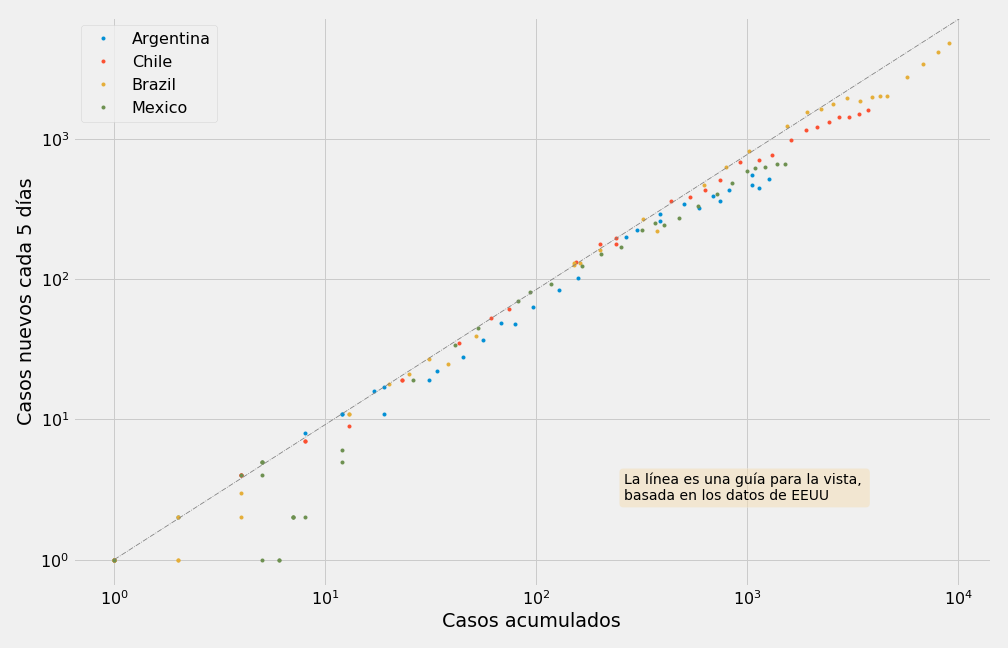 Argentina
Chile
Brazil
Mexico
Casos nuevos cada 5 días
10³
10²
10¹
10⁰
La línea es una guía para la vista,
basada en los datos de EEUU
10⁰ 10¹ 10² 10³ 10⁴
Casos acumulados